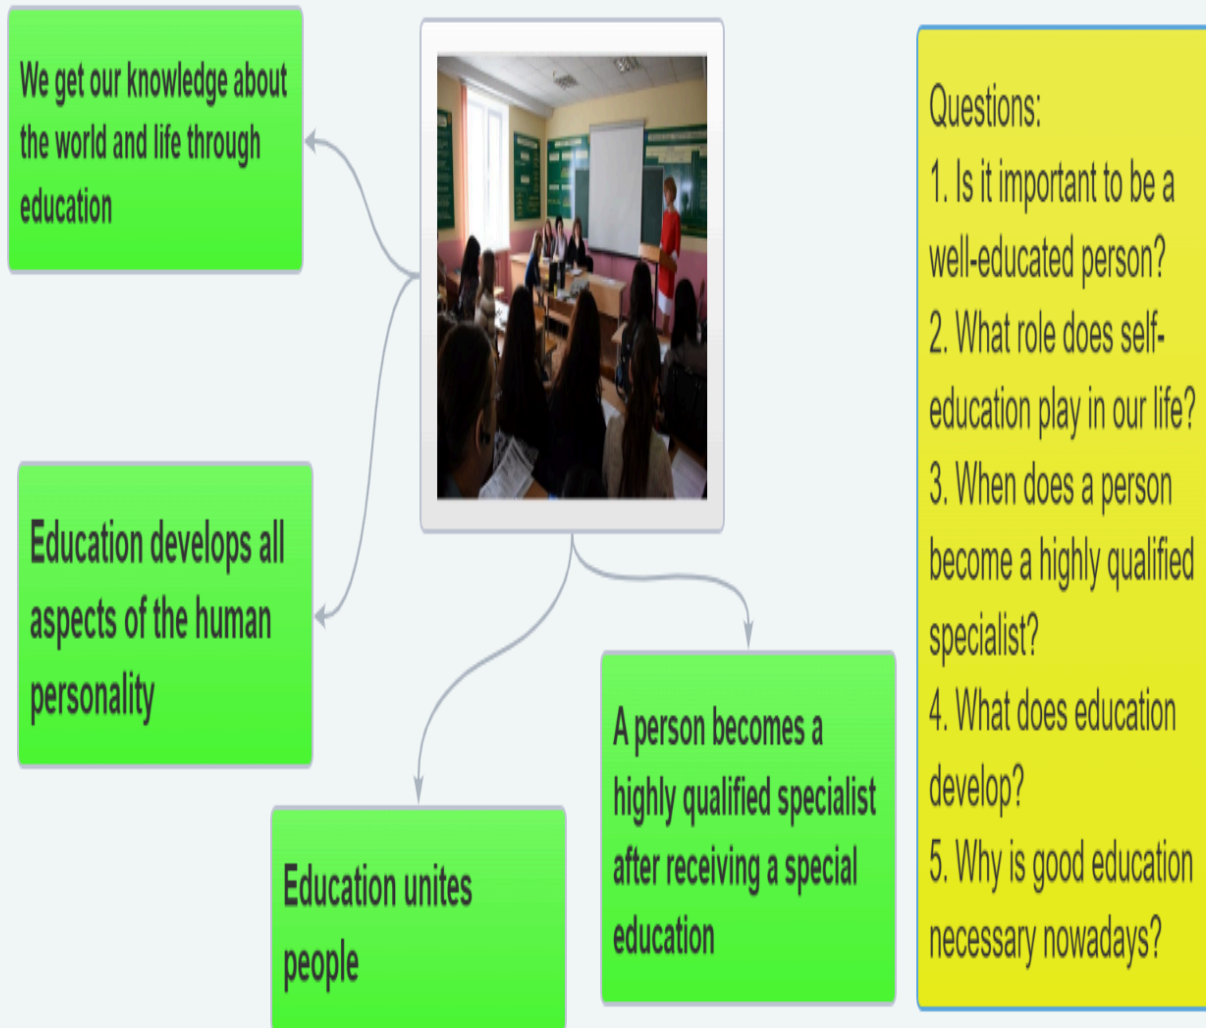 We get our knowledge about
the world and life through
education
Education develops all
aspects of the human
personality
Education unites
people
A person becomes a
highly qualified specialist
after receiving a special
education
Questions:
1. Is it important to be a
well-educated person?
2. What role does self-
education play in our life?
3. When does a person
become a highly qualified
specialist?
4. What does education
develop?
5. Why is good education
necessary nowadays?